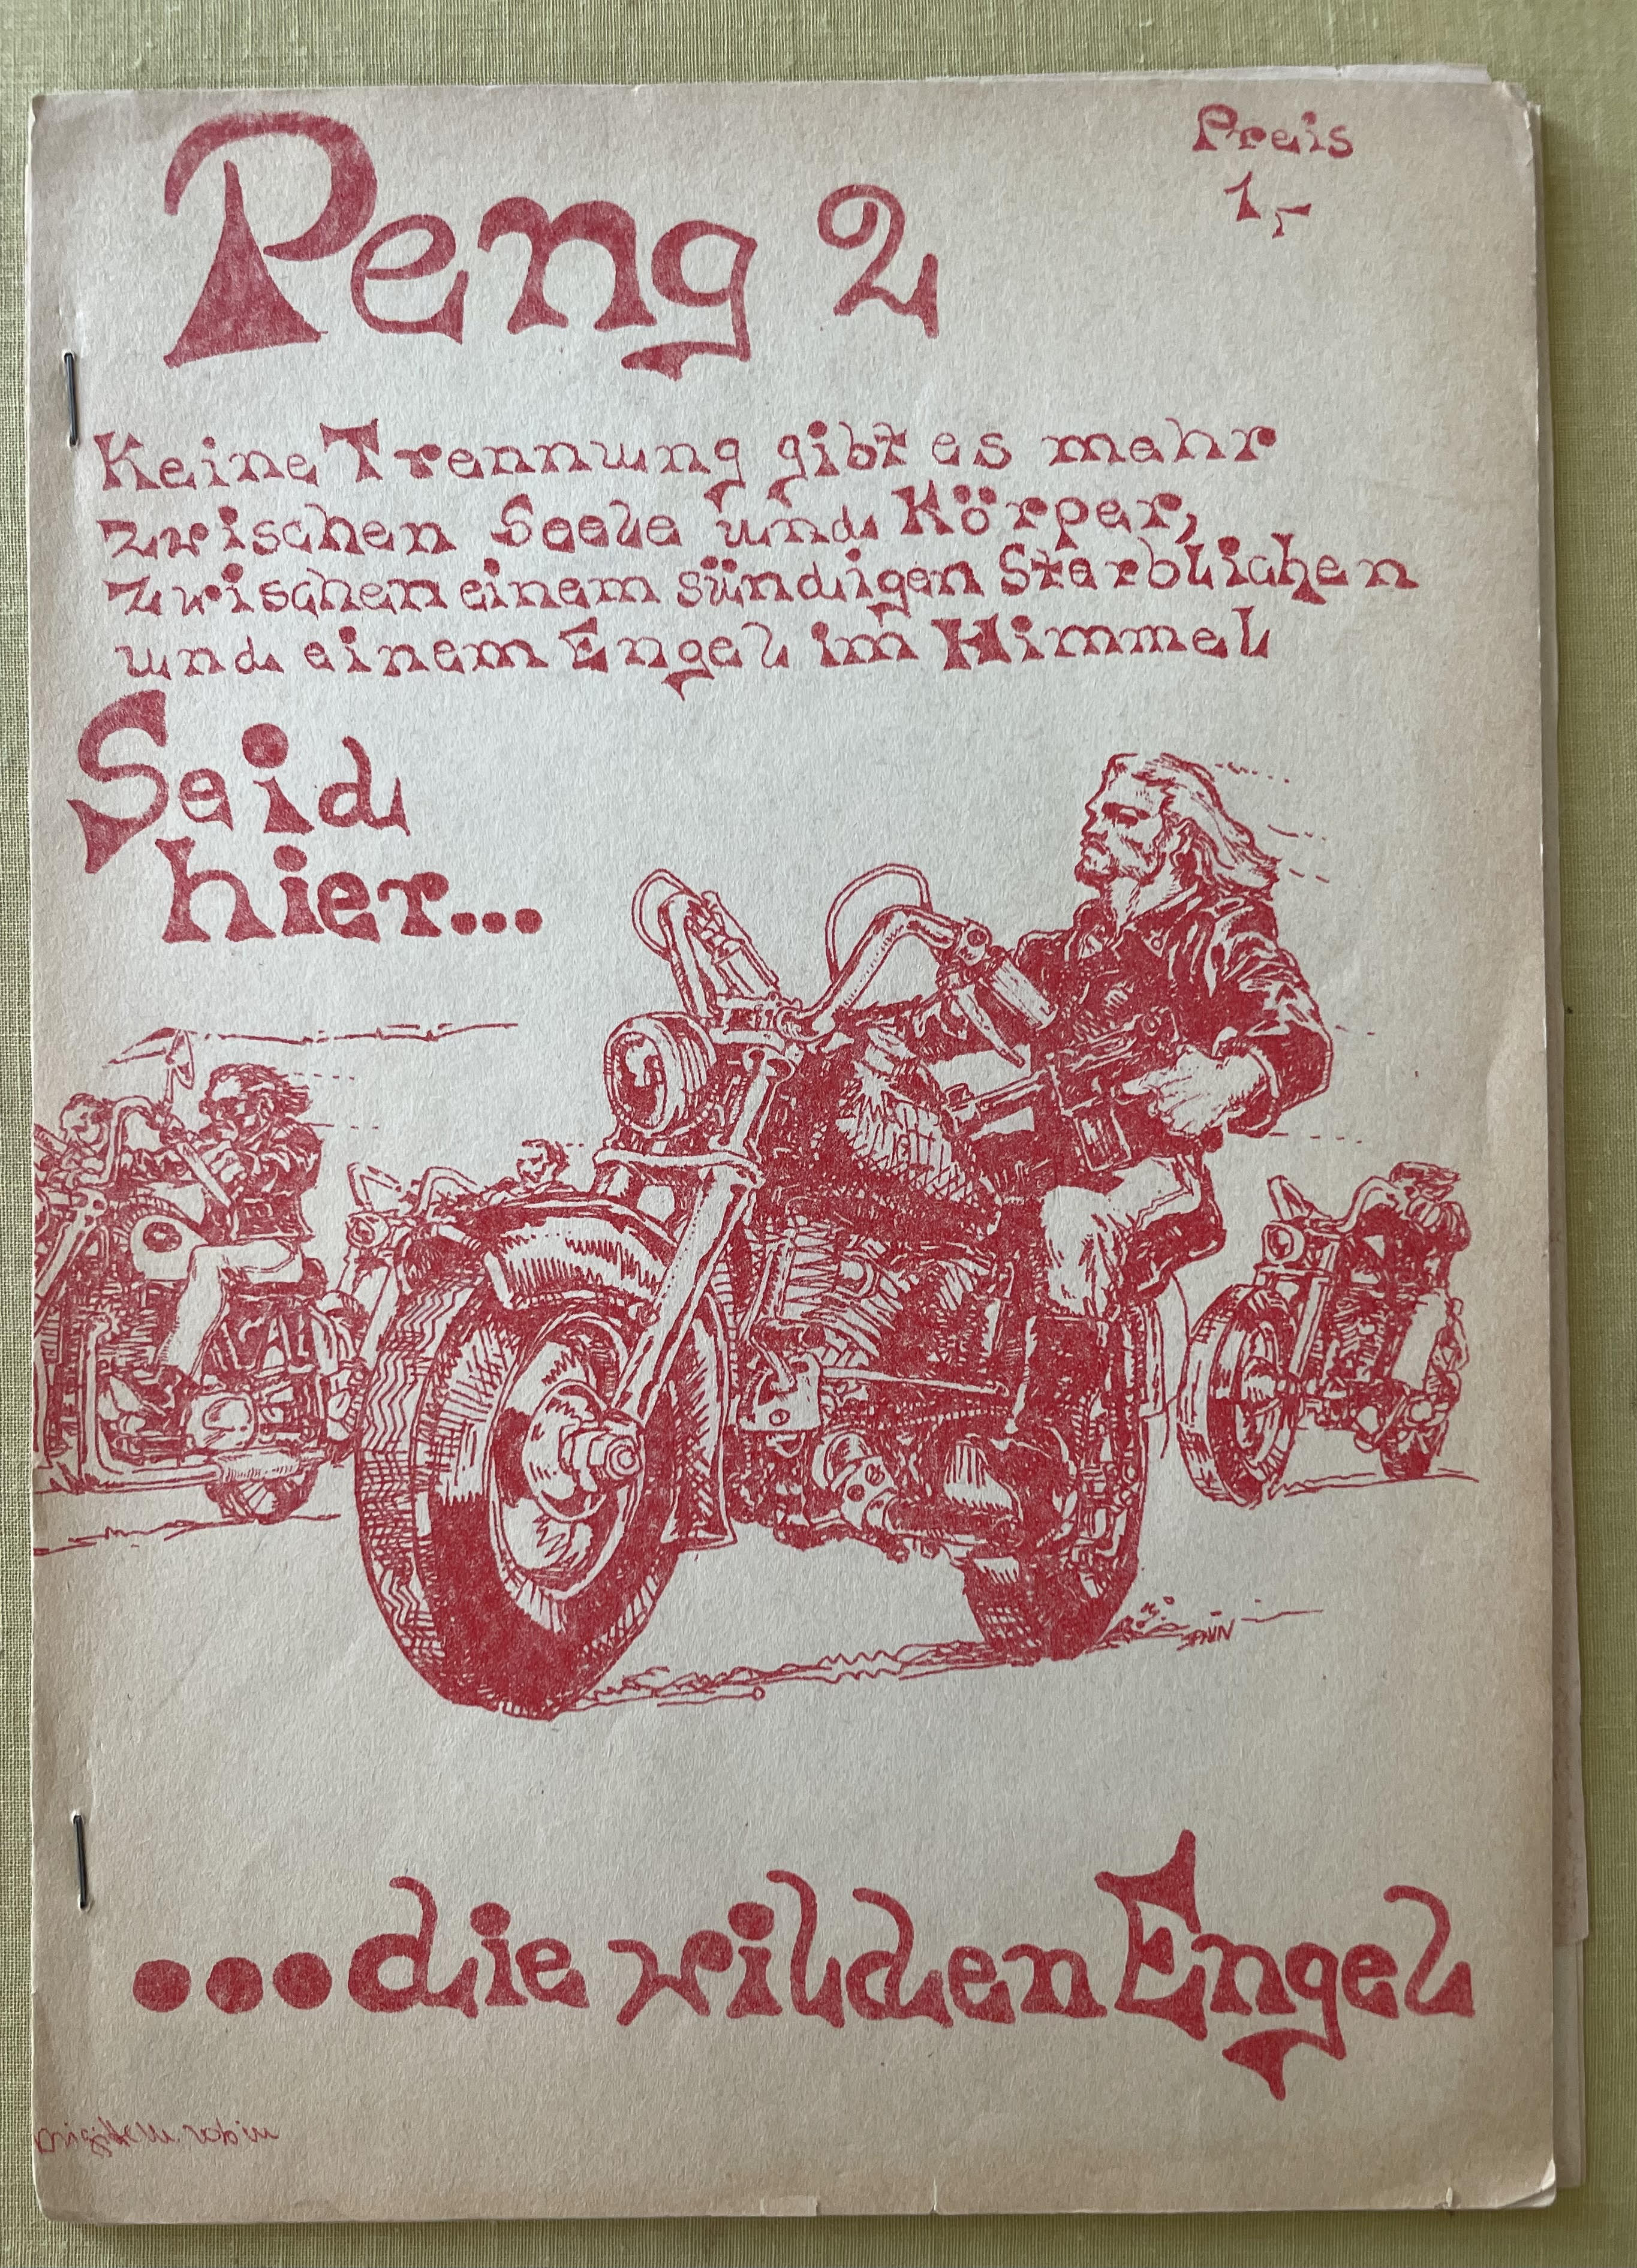 Peng 2
Preis
1,-
Keine Trennung gibt es mehr
zwischen Seele und Körper,
zwischen einem sündigen Sterblichen
und einem Engel im Himmel
Seid
hier...
...die wilden Engel
robin